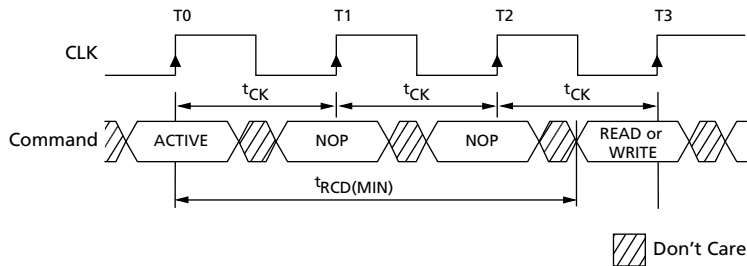 T0 T1 T2 T3
CLK
tCK tCK tCK
Command ACTIVE NOP NOP READ or
WRITE
tRCD(MIN)
Don't Care